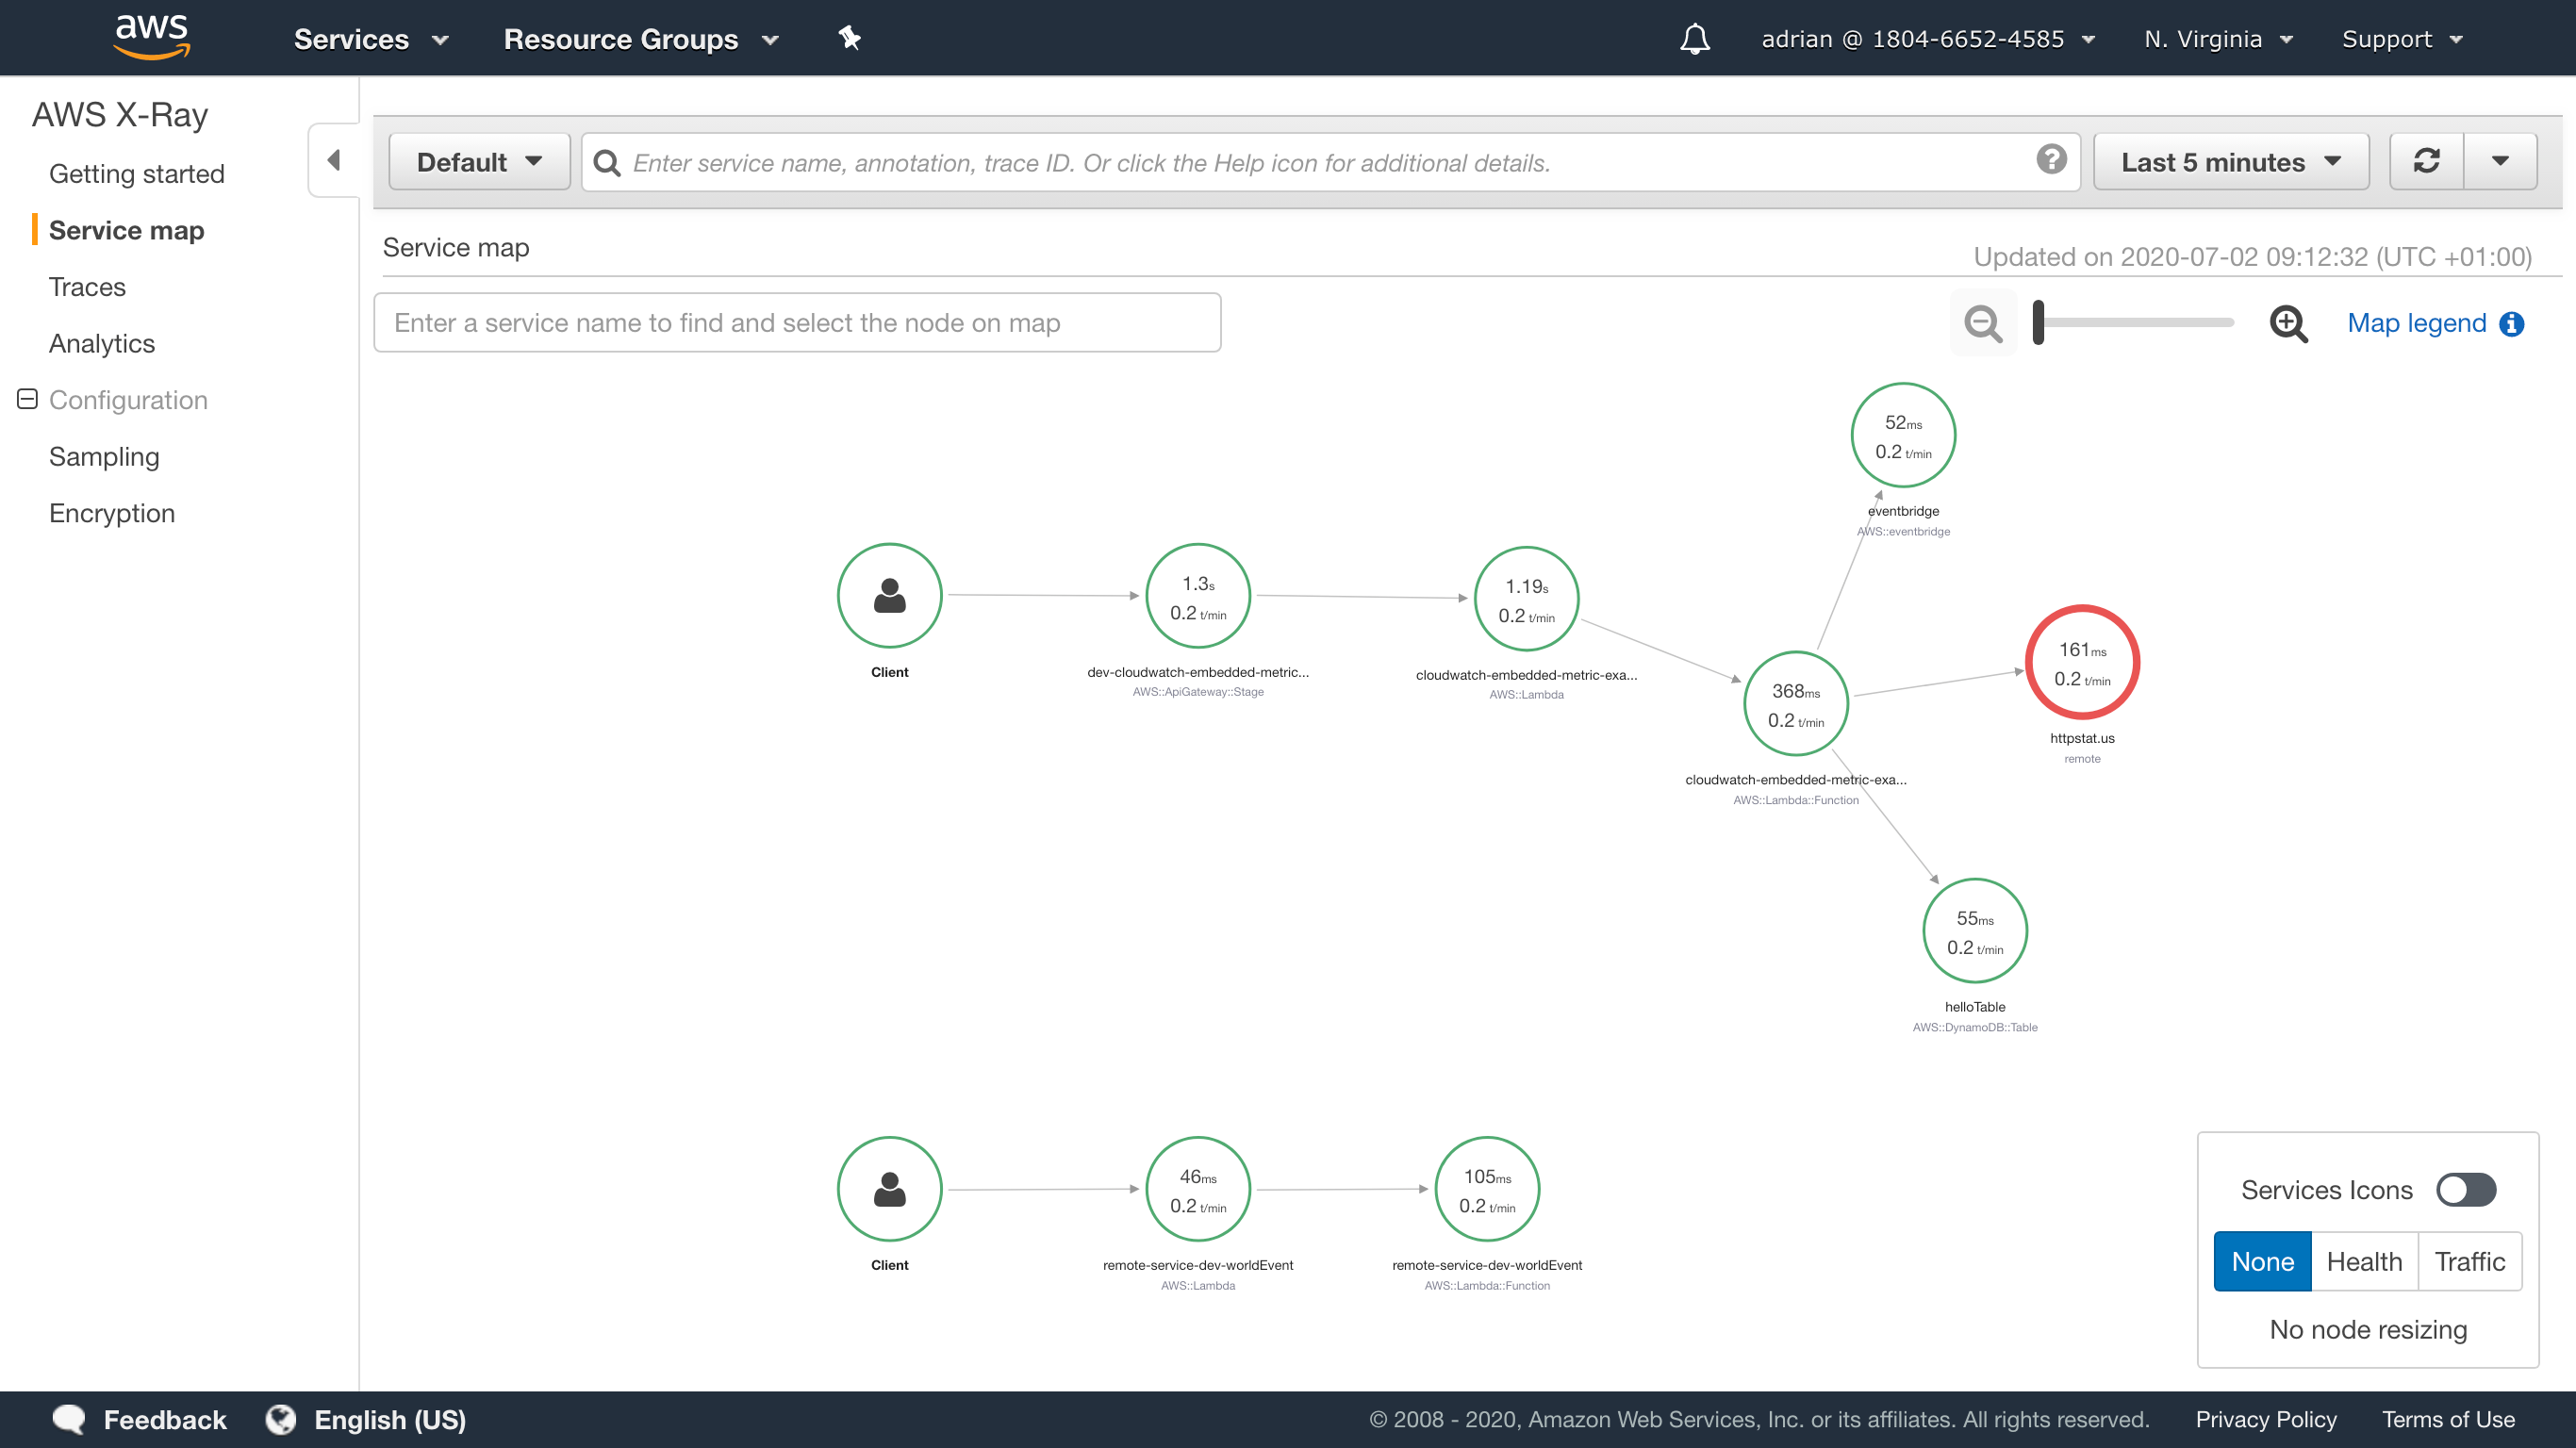 aws
Services
Resource Groups
adrian @ 1804-6652-4585
N. Virginia
Support
AWS X-Ray
Getting started
Service map
Traces
Analytics
Configuration
Sampling
Encryption
Default
Enter service name, annotation, trace ID. Or click the Help icon for additional details.
?
Last 5 minutes
Service map
Updated on 2020-07-02 09:12:32 (UTC +01:00)
Enter a service name to find and select the node on map
Map legend
52ms
0.2 t/min
eventbridge
AWS::eventbridge
Client
1.3s
0.2 t/min
dev-cloudwatch-embedded-metric...
AWS::ApiGateway::Stage
1.19s
0.2 t/min
cloudwatch-embedded-metric-exa...
AWS::Lambda
368ms
0.2 t/min
cloudwatch-embedded-metric-exa...
AWS::Lambda::Function
161ms
0.2 t/min
httpstat.us
remote
55ms
0.2 t/min
helloTable
AWS::DynamoDB::Table
Client
46ms
0.2 t/min
remote-service-dev-worldEvent
AWS::Lambda
105ms
0.2 t/min
remote-service-dev-worldEvent
AWS::Lambda::Function
Services Icons
None
Health
Traffic
No node resizing
Feedback
English (US)
© 2008 - 2020, Amazon Web Services, Inc. or its affiliates. All rights reserved.
Privacy Policy
Terms of Use